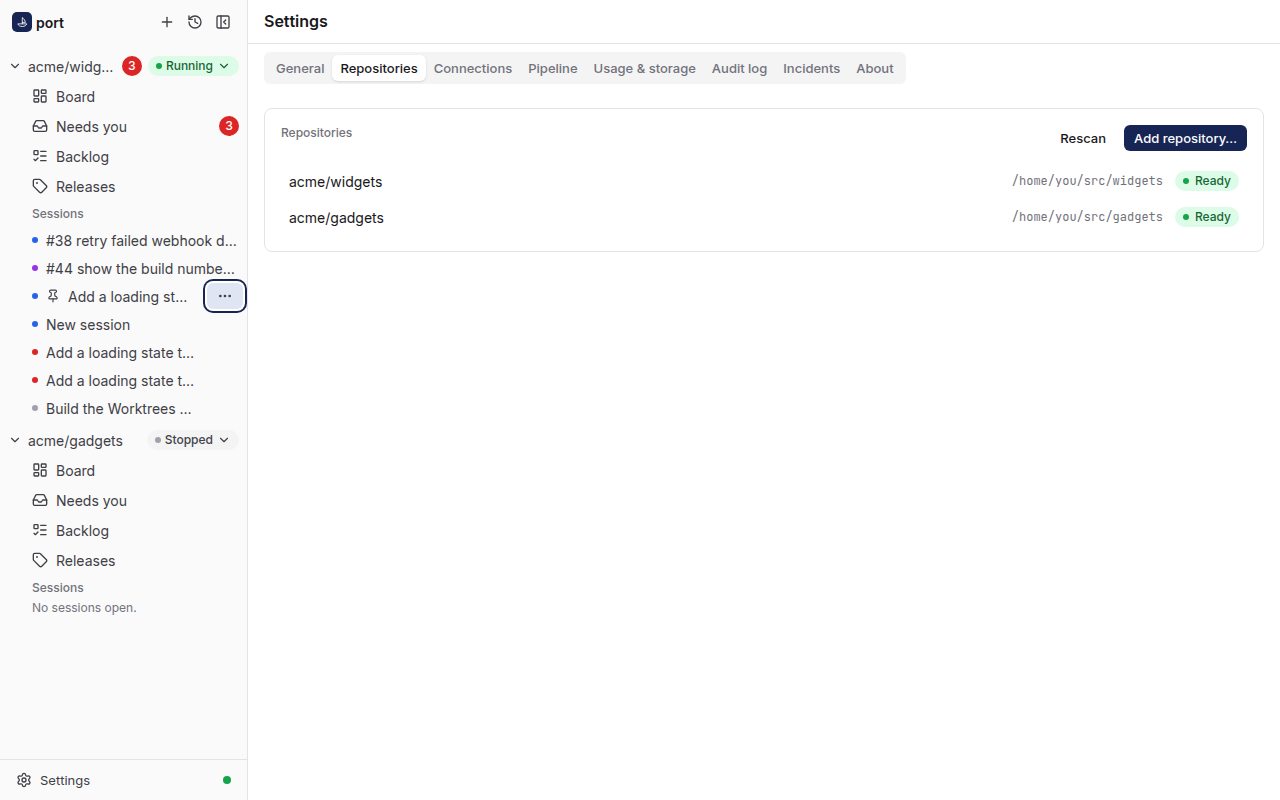 port
Settings
acme/widg... 3 Running
General Repositories Connections Pipeline Usage & storage Audit log Incidents About
Board
Needs you 3
Backlog
Releases
Sessions
#38 retry failed webhook d...
#44 show the build numbe...
Add a loading st...
New session
Add a loading state t...
Add a loading state t...
Build the Worktrees ...
acme/gadgets Stopped
Board
Needs you
Backlog
Releases
Sessions
No sessions open.
Settings
Repositories
Rescan Add repository...
acme/widgets /home/you/src/widgets Ready
acme/gadgets /home/you/src/gadgets Ready